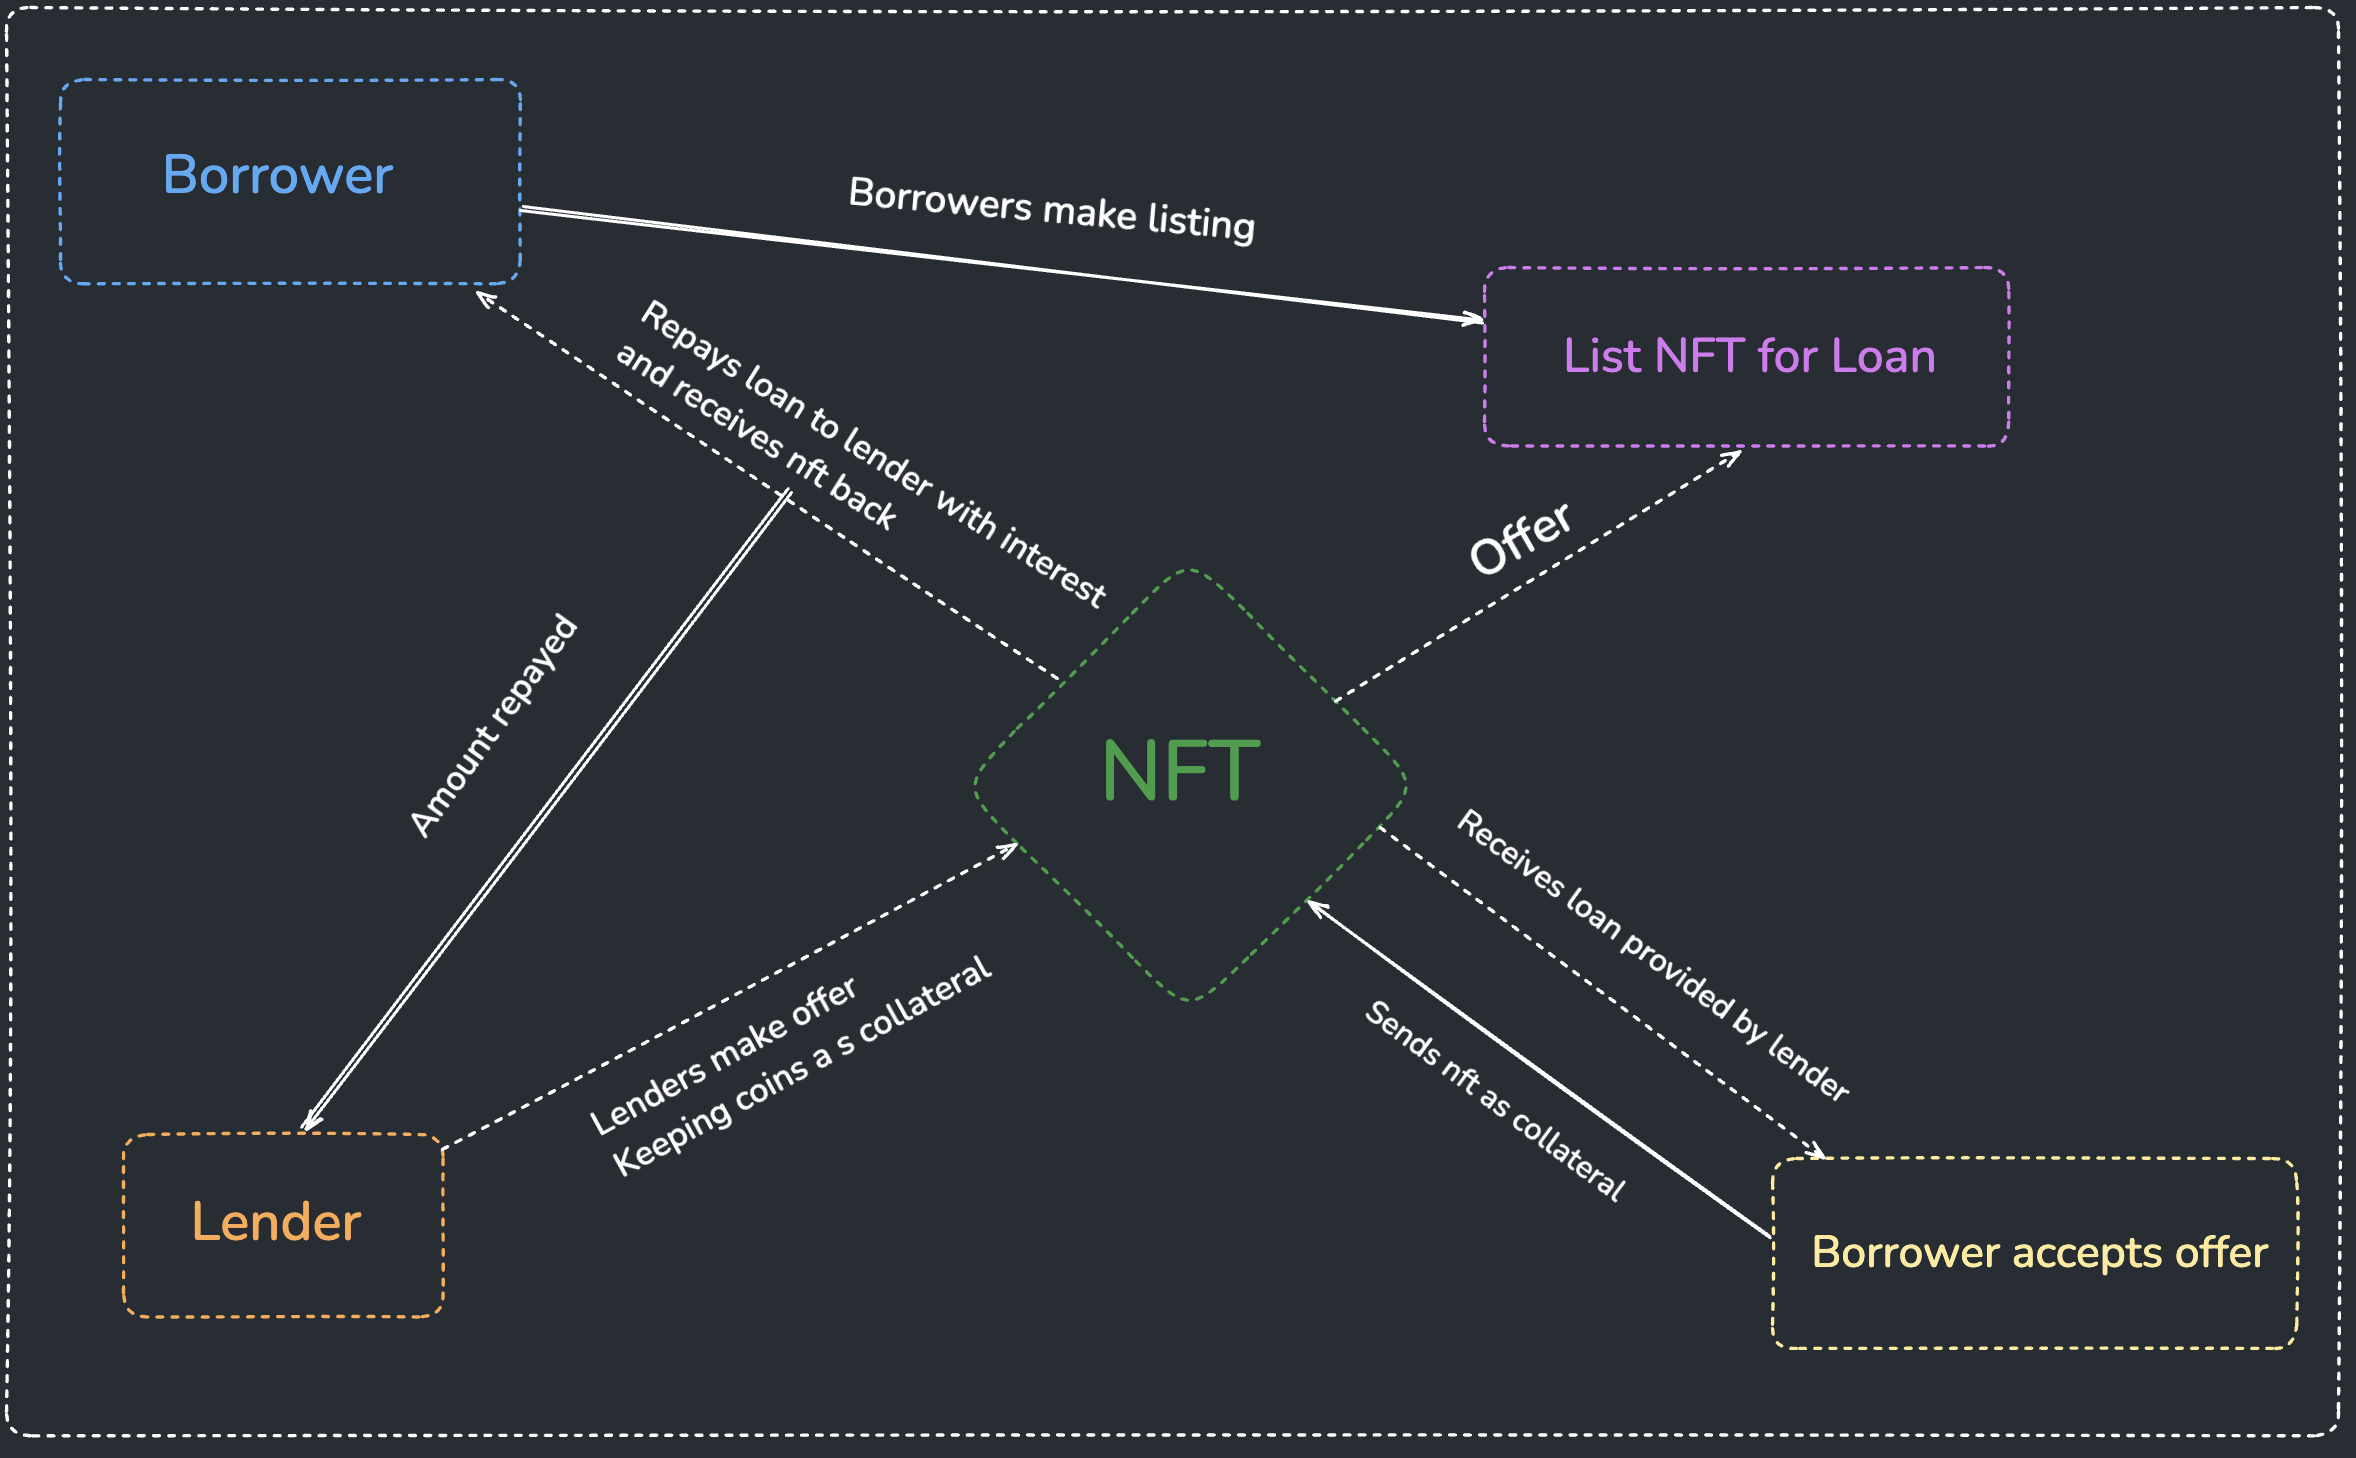 Borrower
Borrowers make listing
List NFT for Loan
Repays loan to lender with interest
and receives nft back
Offer
Amount repayed
NFT
Receives loan provided by lender
Sends nft as collateral
Lenders make offer
Keeping coins a s collateral
Lender
Borrower accepts offer